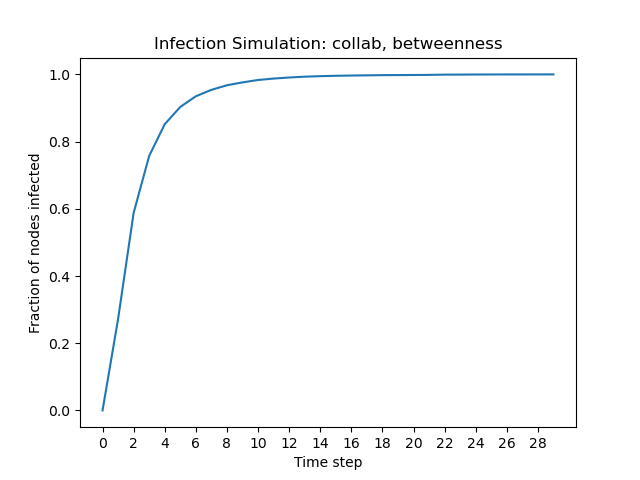 Infection Simulation: collab, betweenness
1.0
0.8
0.6
0.4
0.2
0.0
Fraction of nodes infected
0 2 4 6 8 10 12 14 16 18 20 22 24 26 28
Time step